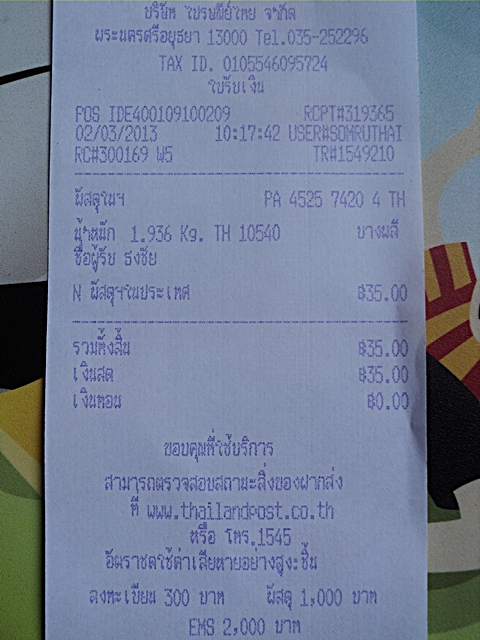 บริษัท ไปรษณีย์ไทย จำกัด
พระนครศรีอยุธยา 13000 Tel.035-252296
TAX ID. 0105546095724
ใบรับเงิน
POS IDE400109100209 RCPT#319365
02/03/2013 10:17:42 USER#SOMRUTHAI
RC#300169 W5 TR#1549210
พัสดุในฯ PA 4525 7420 4 TH
น้ำหนัก 1.936 Kg. TH 10540 บางพลี
ชื่อผู้รับ ธงชัย
N พัสดุฯในประเทศ ฿35.00
รวมทั้งสิ้น ฿35.00
เงินสด ฿35.00
เงินทอน ฿0.00
ขอบคุณที่ใช้บริการ
สามารถตรวจสอบสถานะสิ่งของฝากส่ง
ที่ www.thailandpost.co.th
หรือ โทร.1545
อัตราชดใช้ค่าเสียหายอย่างสูง:ชิ้น
ลงทะเบียน 300 บาท พัสดุ 1,000 บาท
EMS 2,000 บาท